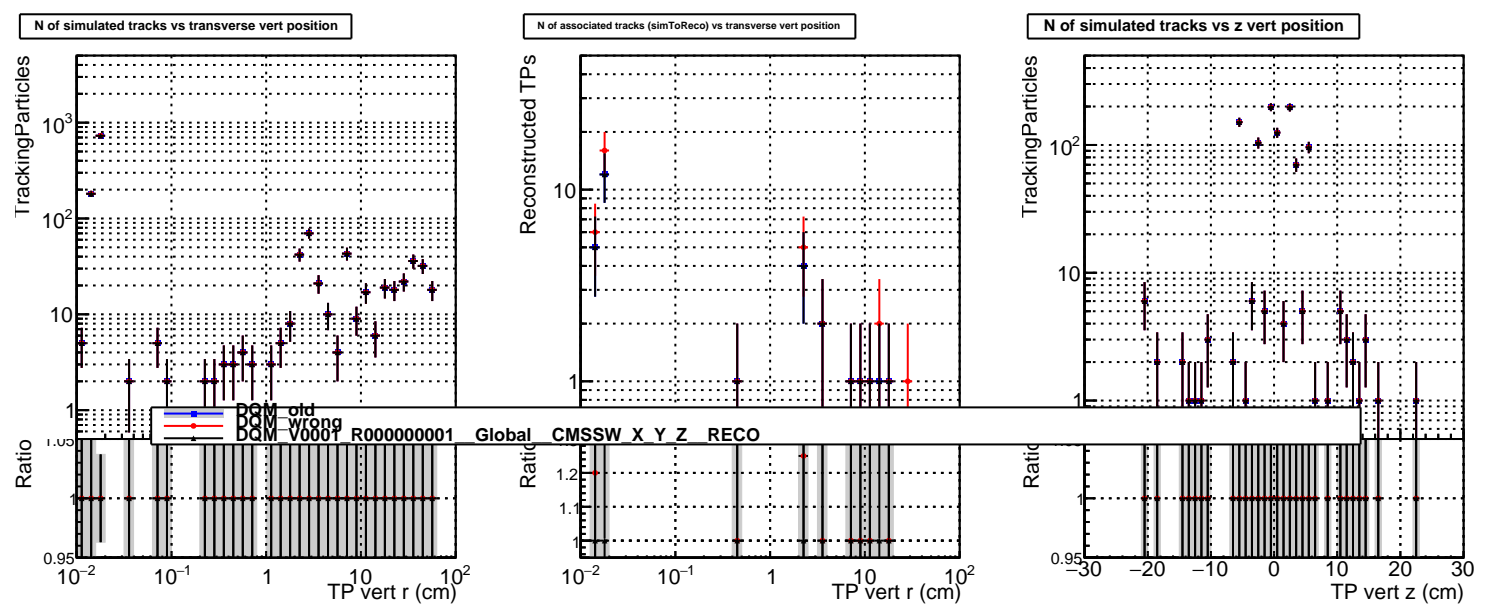 N of simulated tracks vs transverse vert position
N of associated tracks (simToReco) vs transverse vert position
N of simulated tracks vs z vert position
TrackingParticles
10³
10²
10
1
Reconstructed TPs
10
1
TrackingParticles
10²
10
1
DQM_old
DQM_wrong
DQM_V0001_R000000001__Global__CMSSW_X_Y_Z__RECO
Ratio
1.05
1
0.95
10⁻² 10⁻¹ 1 10 10²
TP vert r (cm)
Ratio
1.2
1.1
1
10⁻² 10⁻¹ 1 10 10²
TP vert r (cm)
Ratio
1
0.95
−30 −20 −10 0 10 20 30
TP vert z (cm)